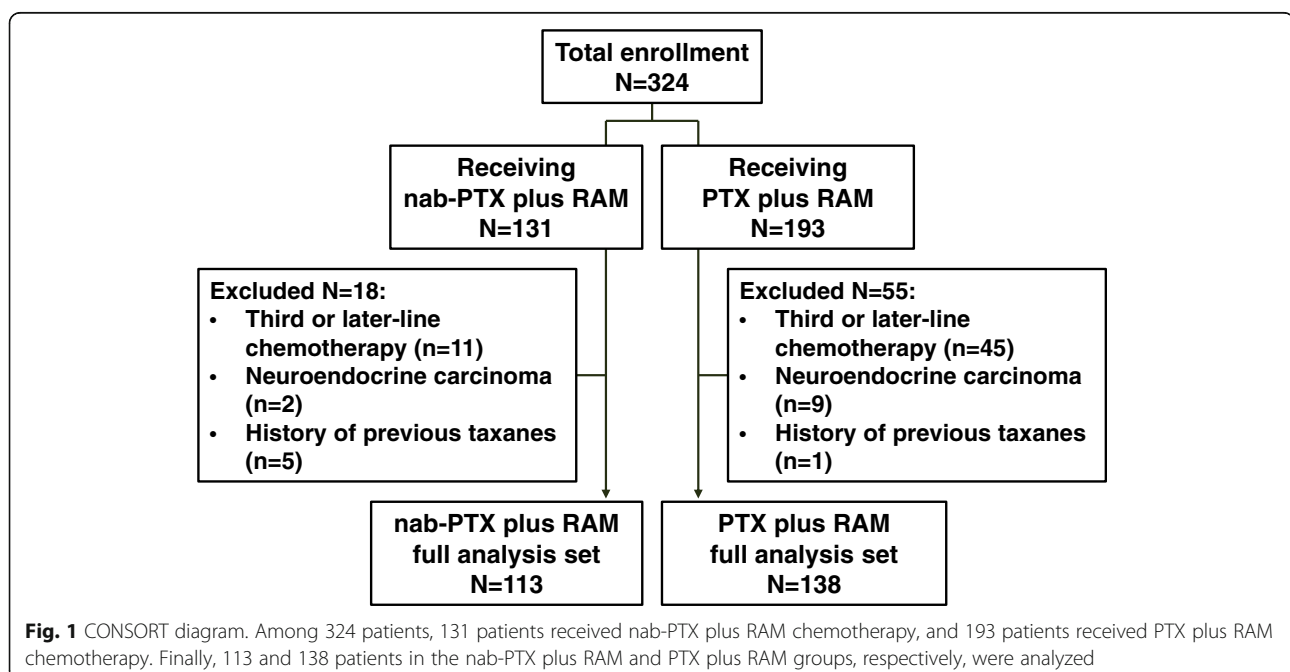 Total enrollment
N=324
Receiving
nab-PTX plus RAM
N=131
Receiving
PTX plus RAM
N=193
Excluded N=18:
• Third or later-line
chemotherapy (n=11)
• Neuroendocrine carcinoma
(n=2)
• History of previous taxanes
(n=5)
Excluded N=55:
• Third or later-line
chemotherapy (n=45)
• Neuroendocrine carcinoma
(n=9)
• History of previous taxanes
(n=1)
nab-PTX plus RAM
full analysis set
N=113
PTX plus RAM
full analysis set
N=138
Fig. 1 CONSORT diagram. Among 324 patients, 131 patients received nab-PTX plus RAM chemotherapy, and 193 patients received PTX plus RAM
chemotherapy. Finally, 113 and 138 patients in the nab-PTX plus RAM and PTX plus RAM groups, respectively, were analyzed